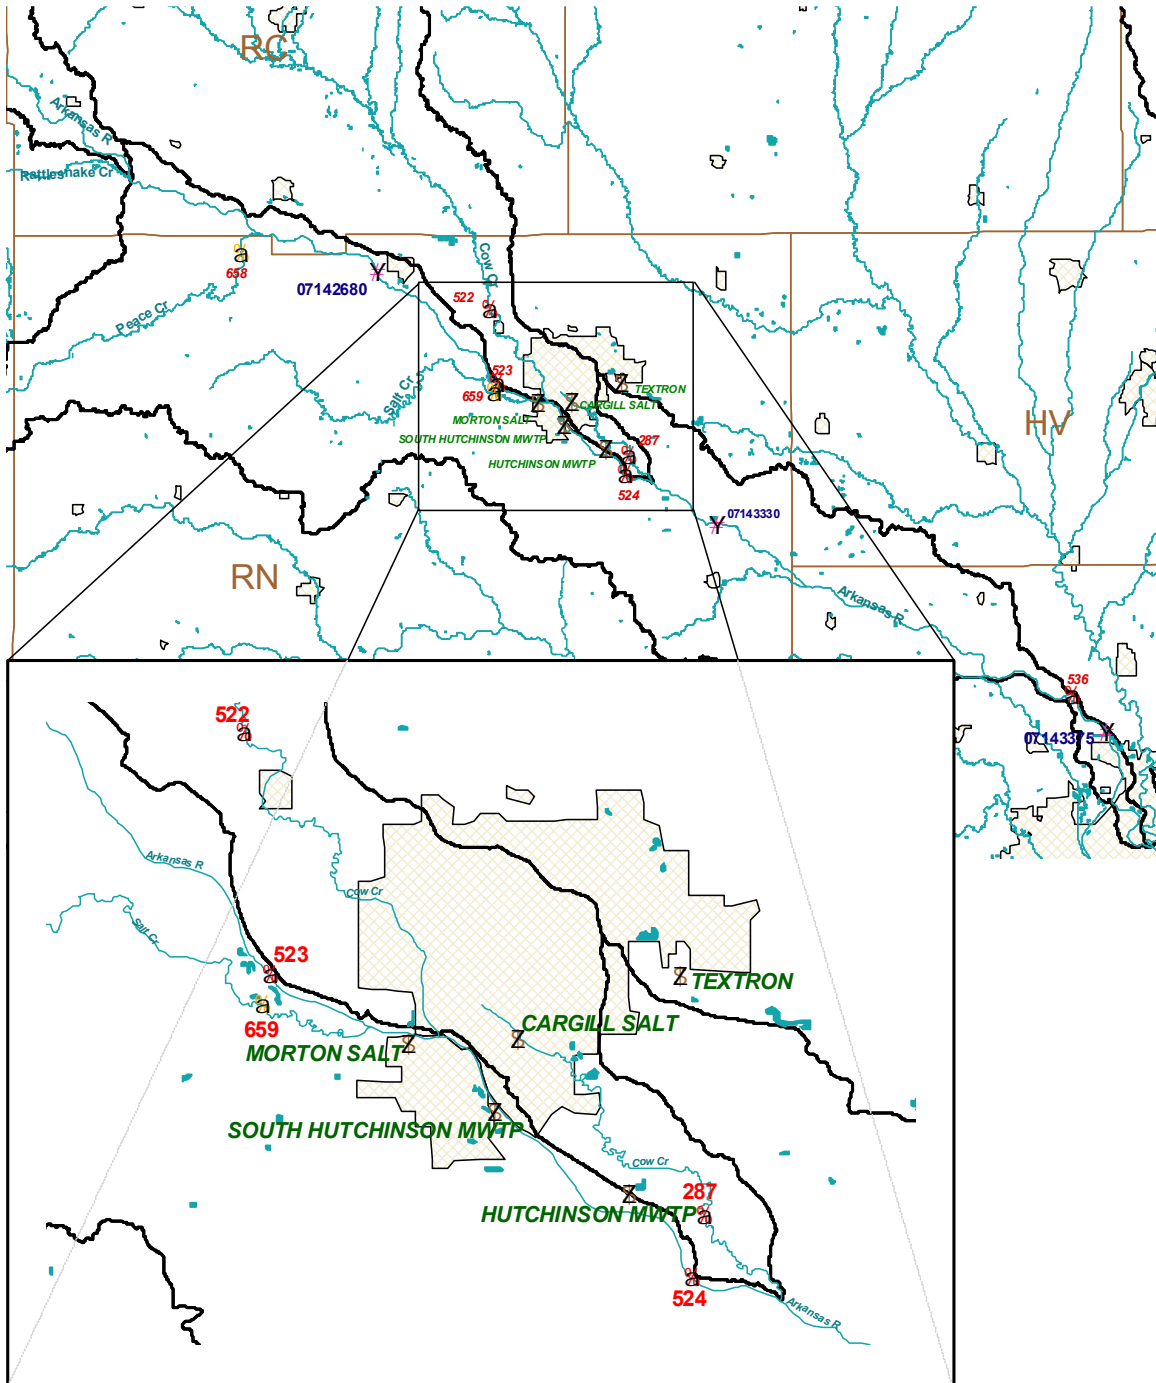 RC
Arkansas R
Rattlesnake Cr
658
07142680
Peace Cr
Cow Cr
522
523
659
Salt Cr
TEXTRON
CARGILL SALT
MORTON SALT
SOUTH HUTCHINSON MWTP
287
HUTCHINSON MWTP
524
07143330
HV
RN
Arkansas R
536
07143375
522
Arkansas R
Cow Cr
Salt Cr
523
TEXTRON
659
CARGILL SALT
MORTON SALT
SOUTH HUTCHINSON MWTP
Cow Cr
287
HUTCHINSON MWTP
524
Arkansas R